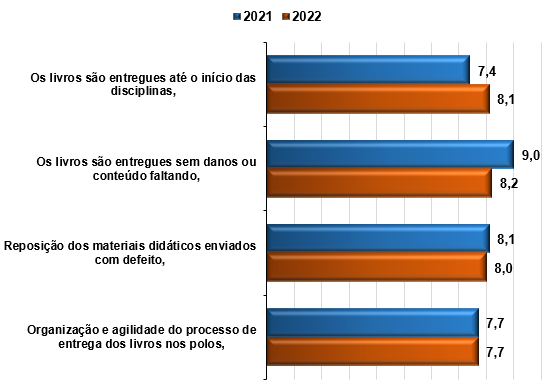 2021 2022
Os livros são entregues até o início das
disciplinas,
7,4
8,1
Os livros são entregues sem danos ou
conteúdo faltando,
9,0
8,2
Reposição dos materiais didáticos enviados
com defeito,
8,1
8,0
Organização e agilidade do processo de
entrega dos livros nos polos,
7,7
7,7